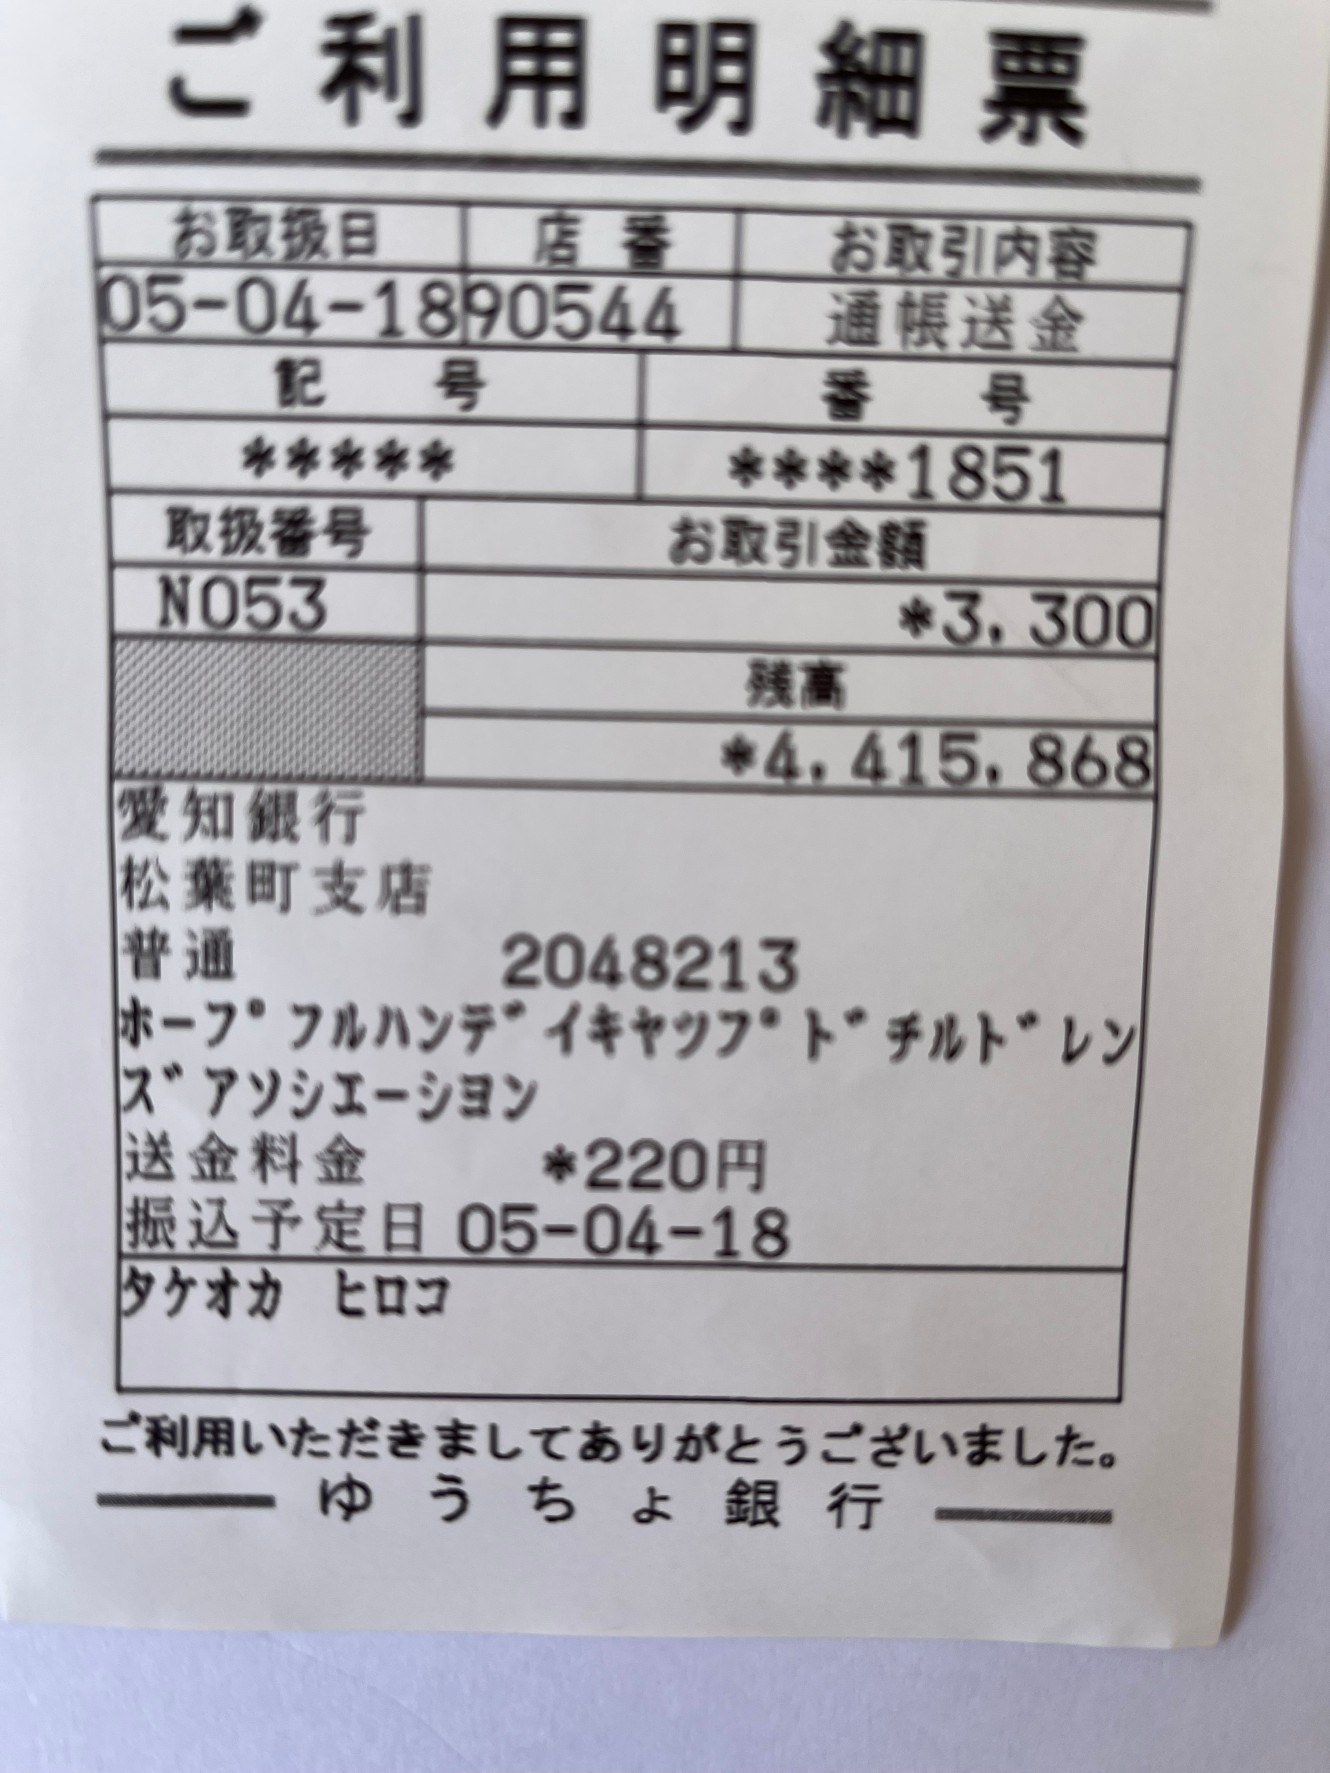 ご利用明細票
お取扱日 店番 お取引内容
05-04-18 90544 通帳送金
記号 番号
***** ****1851
取扱番号 お取引金額
N053 *3,300
残高
*4,415,868
愛知銀行
松葉町支店
普通 2048213
ホープフルハンデイキヤツプドチルドレン
ズアソシエーシヨン
送金料金 *220円
振込予定日 05-04-18
タケオカ ヒロコ
ご利用いただきましてありがとうございました。
ゆうちょ銀行